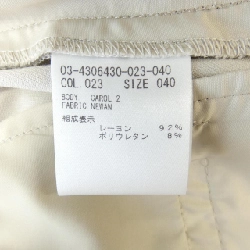 03-4306430-023-040
COL 023 SIZE 040
BODY CAROL 2
FABRIC NEWAN
組成表示
レーヨン 92%
ポリウレタン 8%